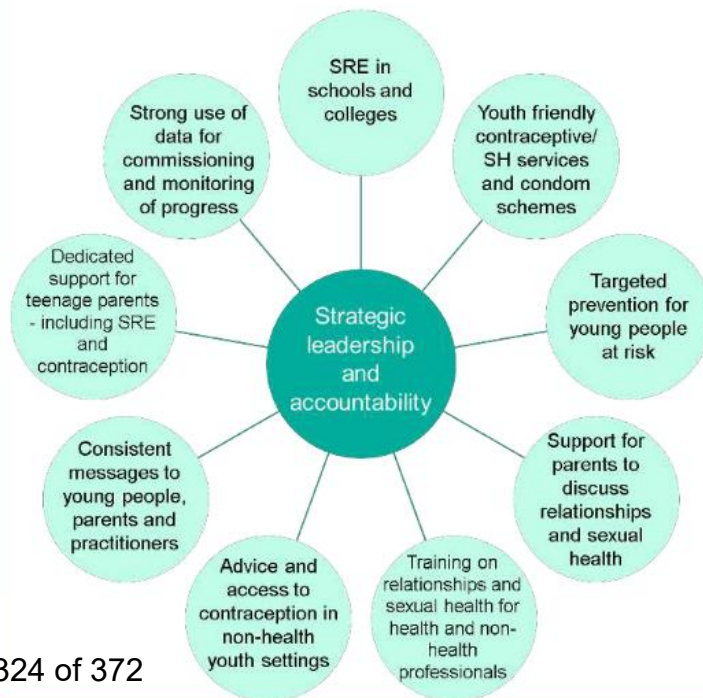 SRE in
schools and
colleges
Youth friendly
contraceptive/
SH services
and condom
schemes
Targeted
prevention for
young people
at risk
Support for
parents to
discuss
relationships
and sexual
health
Training on
relationships and
sexual health for
health and non-
health
professionals
Advice and
access to
contraception in
non-health
youth settings
Consistent
messages to
young people,
parents and
practitioners
Dedicated
support for
teenage parents
- including SRE
and
contraception
Strong use of
data for
commissioning
and monitoring
of progress
Strategic
leadership
and
accountability
324 of 372